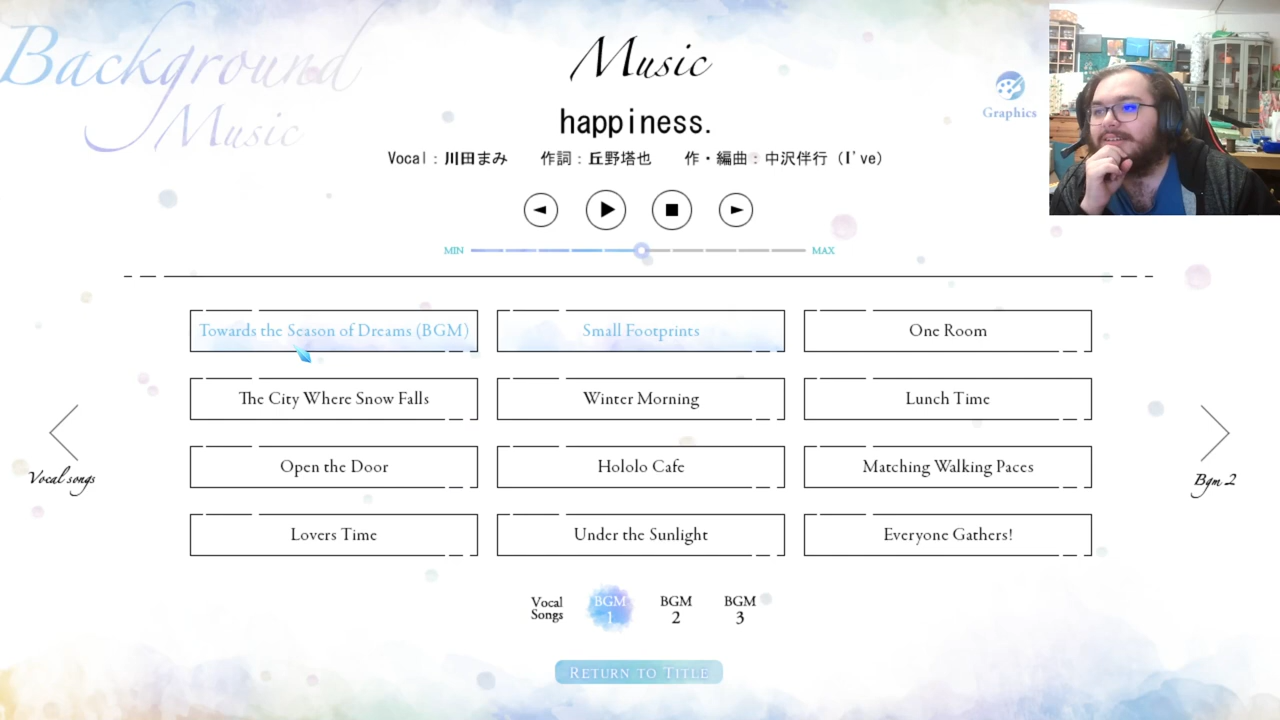 Background
Music
Music
happiness.
Vocal : 川田まみ 作詞 : 丘野塔也 作・編曲 : 中沢伴行 (I've)
Graphics
MIN
MAX
Towards the Season of Dreams (BGM)
Small Footprints
One Room
The City Where Snow Falls
Winter Morning
Lunch Time
Open the Door
Hololo Cafe
Matching Walking Paces
Lovers Time
Under the Sunlight
Everyone Gathers!
Vocal songs
Bgm 2
Vocal
Songs
BGM
1
BGM
2
BGM
3
RETURN TO TITLE